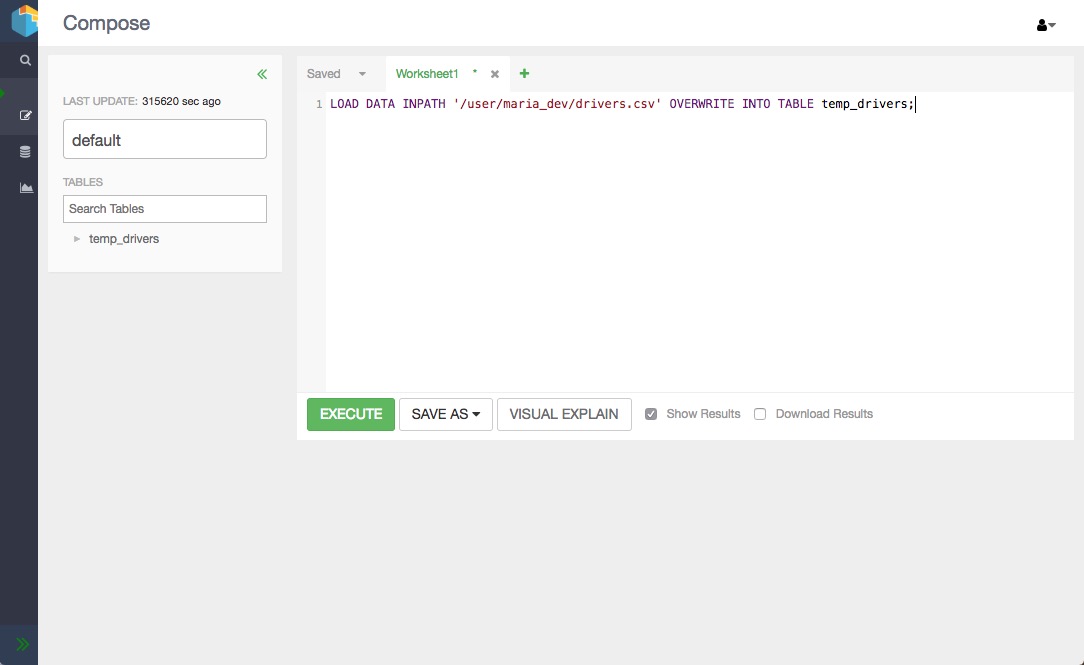 Compose
LAST UPDATE: 315620 sec ago
default
TABLES
Search Tables
temp_drivers
Saved
Worksheet1 *
1 LOAD DATA INPATH '/user/maria_dev/drivers.csv' OVERWRITE INTO TABLE temp_drivers;
EXECUTE SAVE AS VISUAL EXPLAIN Show Results Download Results